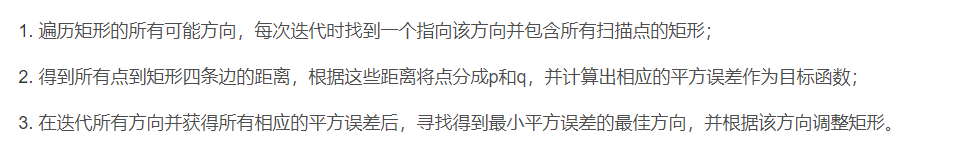 1. 遍历矩形的所有可能方向，每次迭代时找到一个指向该方向并包含所有扫描点的矩形；
2. 得到所有点到矩形四条边的距离，根据这些距离将点分成p和q，并计算出相应的平方误差作为目标函数；
3. 在迭代所有方向并获得所有相应的平方误差后，寻找得到最小平方误差的最佳方向，并根据该方向调整矩形。